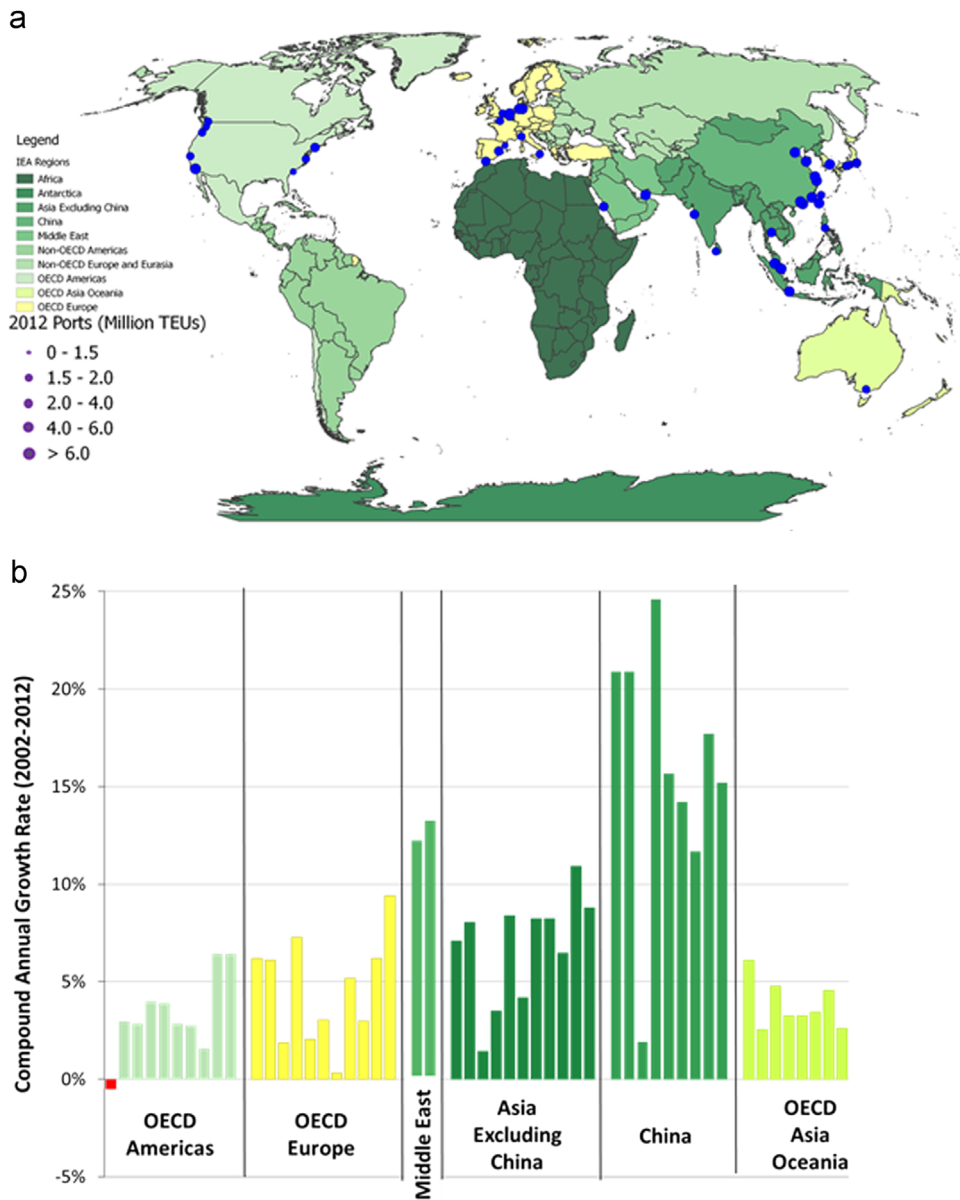 a
Legend
IEA Regions
Africa
Antarctica
Asia Excluding China
China
Middle East
Non-OECD Americas
Non-OECD Europe and Eurasia
OECD Americas
OECD Asia Oceania
OECD Europe
2012 Ports (Million TEUs)
0 - 1.5
1.5 - 2.0
2.0 - 4.0
4.0 - 6.0
> 6.0
b
Compound Annual Growth Rate (2002-2012)
25%
20%
15%
10%
5%
0%
-5%
OECD
Americas
OECD
Europe
Middle East
Asia
Excluding
China
China
OECD
Asia
Oceania